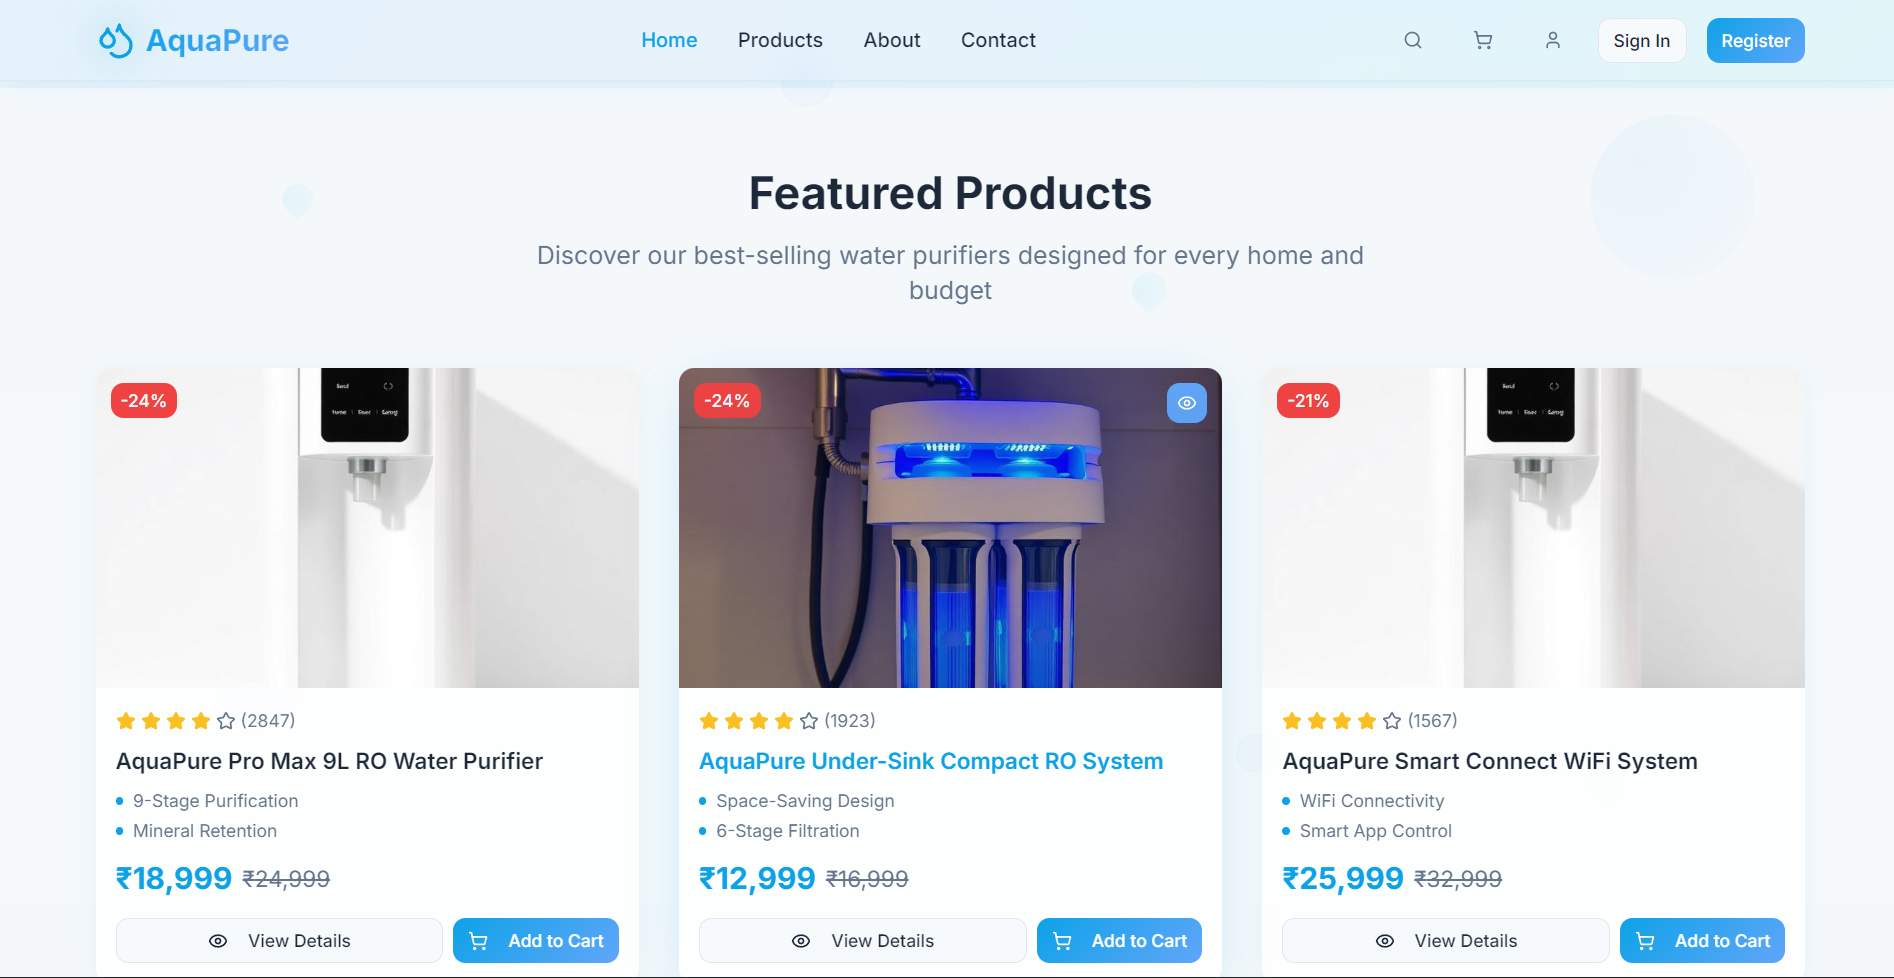 AquaPure
Home
Products
About
Contact
Sign In
Register
Featured Products
Discover our best-selling water purifiers designed for every home and
budget
-24%
-24%
-21%
(2847)
AquaPure Pro Max 9L RO Water Purifier
9-Stage Purification
Mineral Retention
₹18,999 ₹24,999
View Details
Add to Cart
(1923)
AquaPure Under-Sink Compact RO System
Space-Saving Design
6-Stage Filtration
₹12,999 ₹16,999
View Details
Add to Cart
(1567)
AquaPure Smart Connect WiFi System
WiFi Connectivity
Smart App Control
₹25,999 ₹32,999
View Details
Add to Cart